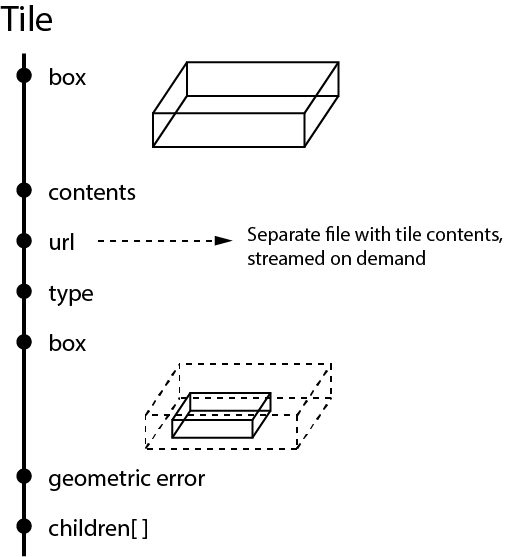 Tile
box
contents
url
Separate file with tile contents,
streamed on demand
type
box
geometric error
children[ ]